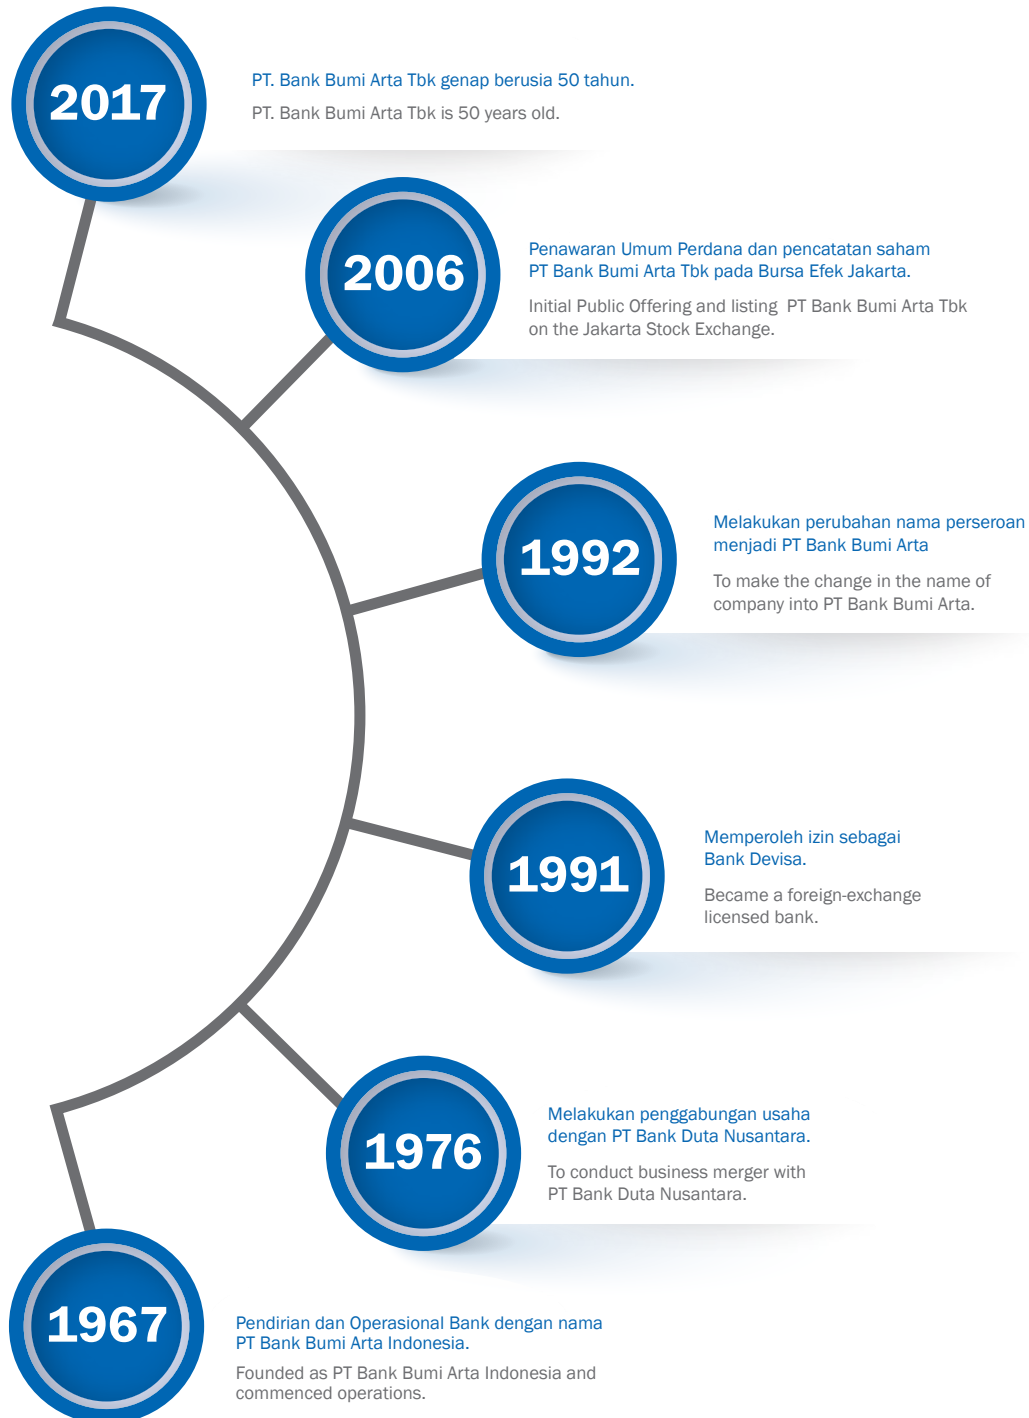 2017
PT. Bank Bumi Arta Tbk genap berusia 50 tahun.
PT. Bank Bumi Arta Tbk is 50 years old.
2006
Penawaran Umum Perdana dan pencatatan saham
PT Bank Bumi Arta Tbk pada Bursa Efek Jakarta.
Initial Public Offering and listing PT Bank Bumi Arta Tbk
on the Jakarta Stock Exchange.
1992
Melakukan perubahan nama perseroan
menjadi PT Bank Bumi Arta
To make the change in the name of
company into PT Bank Bumi Arta.
1991
Memperoleh izin sebagai
Bank Devisa.
Became a foreign-exchange
licensed bank.
1976
Melakukan penggabungan usaha
dengan PT Bank Duta Nusantara.
To conduct business merger with
PT Bank Duta Nusantara.
1967
Pendirian dan Operasional Bank dengan nama
PT Bank Bumi Arta Indonesia.
Founded as PT Bank Bumi Arta Indonesia and
commenced operations.